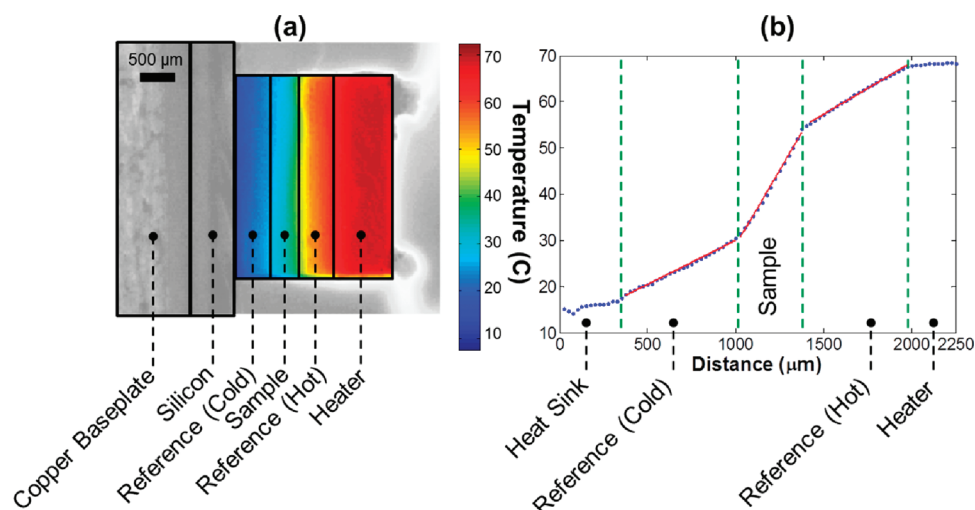 (a)
500 µm
70
60
50
40
30
20
10
Copper Baseplate
Silicon
Reference (Cold)
Sample
Reference (Hot)
Heater
(b)
Temperature (C)
70
60
50
40
30
20
10
Sample
0
500
1000
1500
2000 2250
Distance (µm)
Heat Sink
Reference (Cold)
Reference (Hot)
Heater